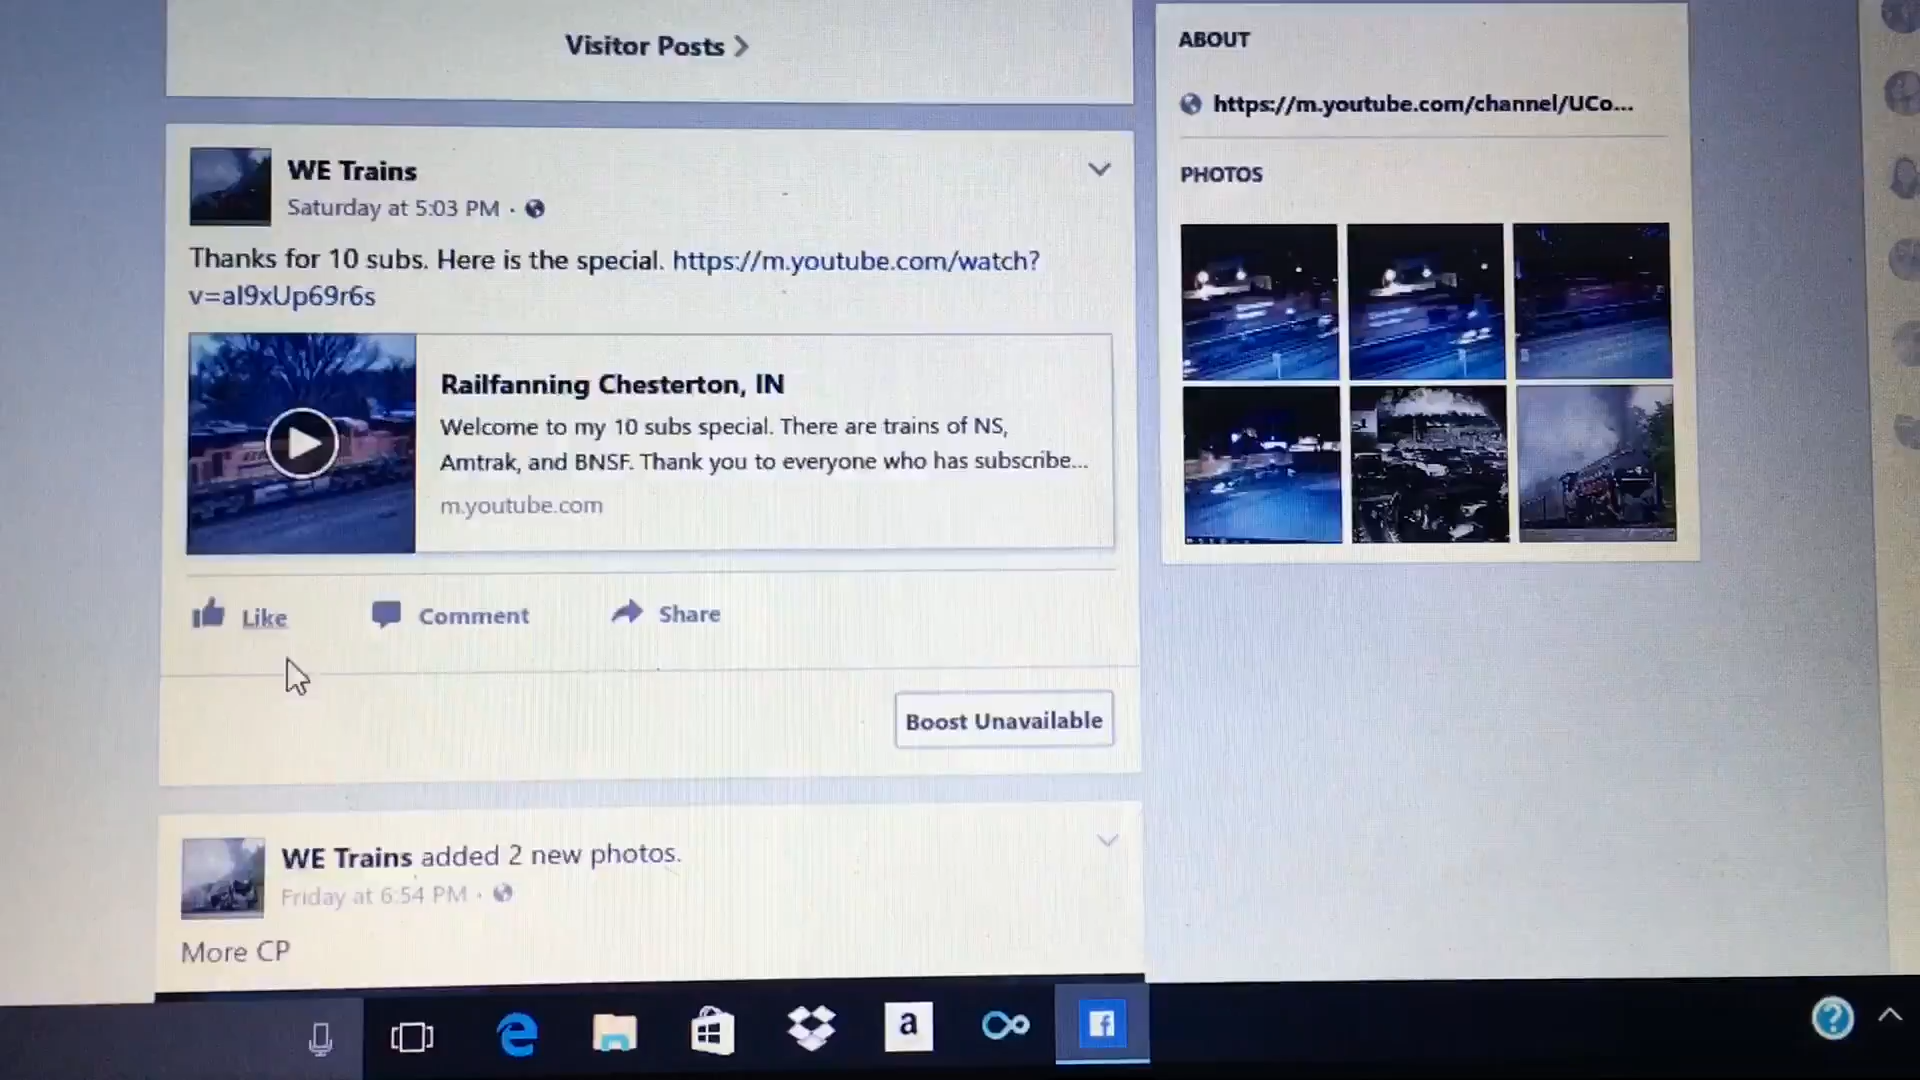 Visitor Posts
WE Trains
Saturday at 5:03 PM ·
Thanks for 10 subs. Here is the special. https://m.youtube.com/watch?
v=al9xUp69r6s
Railfanning Chesterton, IN
Welcome to my 10 subs special. There are trains of NS,
Amtrak, and BNSF. Thank you to everyone who has subscribe...
m.youtube.com
Like Comment Share
Boost Unavailable
WE Trains added 2 new photos.
Friday at 6:54 PM ·
More CP
ABOUT
https://m.youtube.com/channel/UCo...
PHOTOS